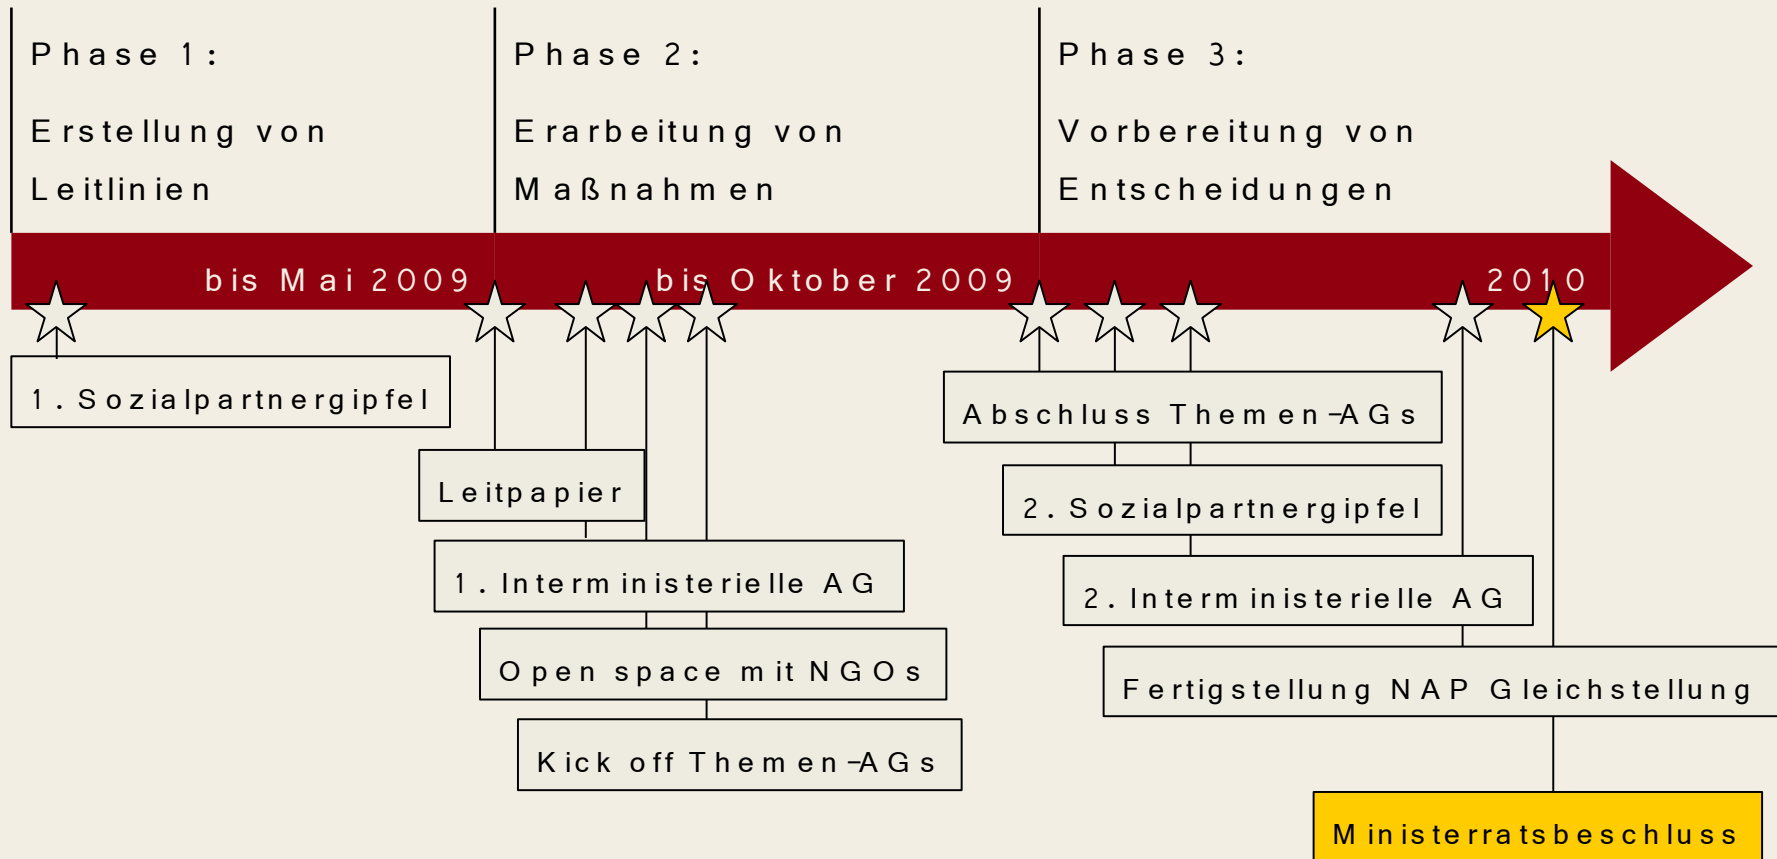 Phase 1:
Erstellung von
Leitlinien
Phase 2:
Erarbeitung von
Maßnahmen
Phase 3:
Vorbereitung von
Entscheidungen
bis Mai 2009
bis Oktober 2009
2010
1. Sozialpartnergipfel
Leitpapier
1. Interministerielle AG
Open space mit NGOs
Kick off Themen-AGs
Abschluss Themen-AGs
2. Sozialpartnergipfel
2. Interministerielle AG
Fertigstellung NAP Gleichstellung
Ministerratsbeschluss